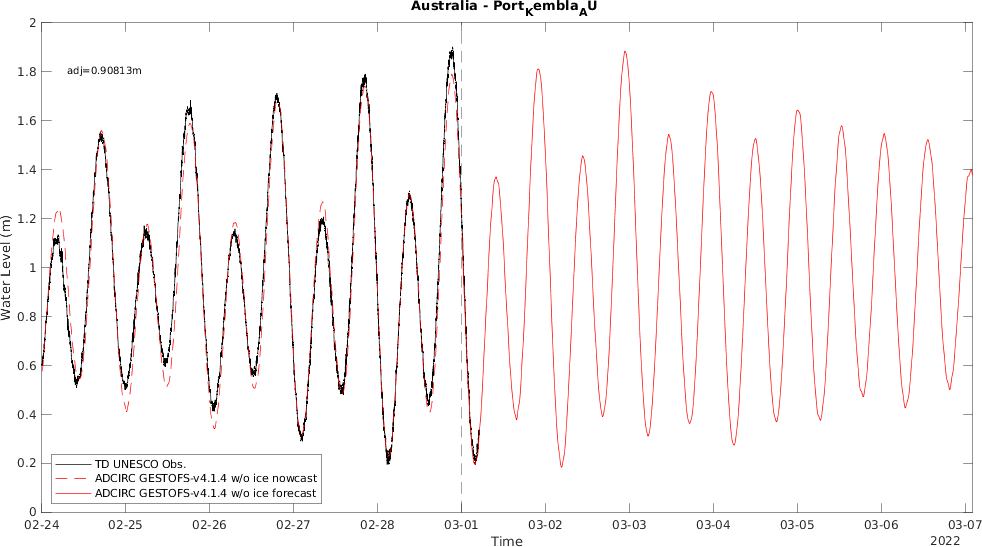 Australia - Port_Kembla_AU
2
1.8
1.6
1.4
1.2
1
0.8
0.6
0.4
0.2
0
Water Level (m)
adj=0.90813m
TD UNESCO Obs.
ADCIRC GESTOFS-v4.1.4 w/o ice nowcast
ADCIRC GESTOFS-v4.1.4 w/o ice forecast
02-24 02-25 02-26 02-27 02-28 03-01 03-02 03-03 03-04 03-05 03-06 03-07
Time
2022